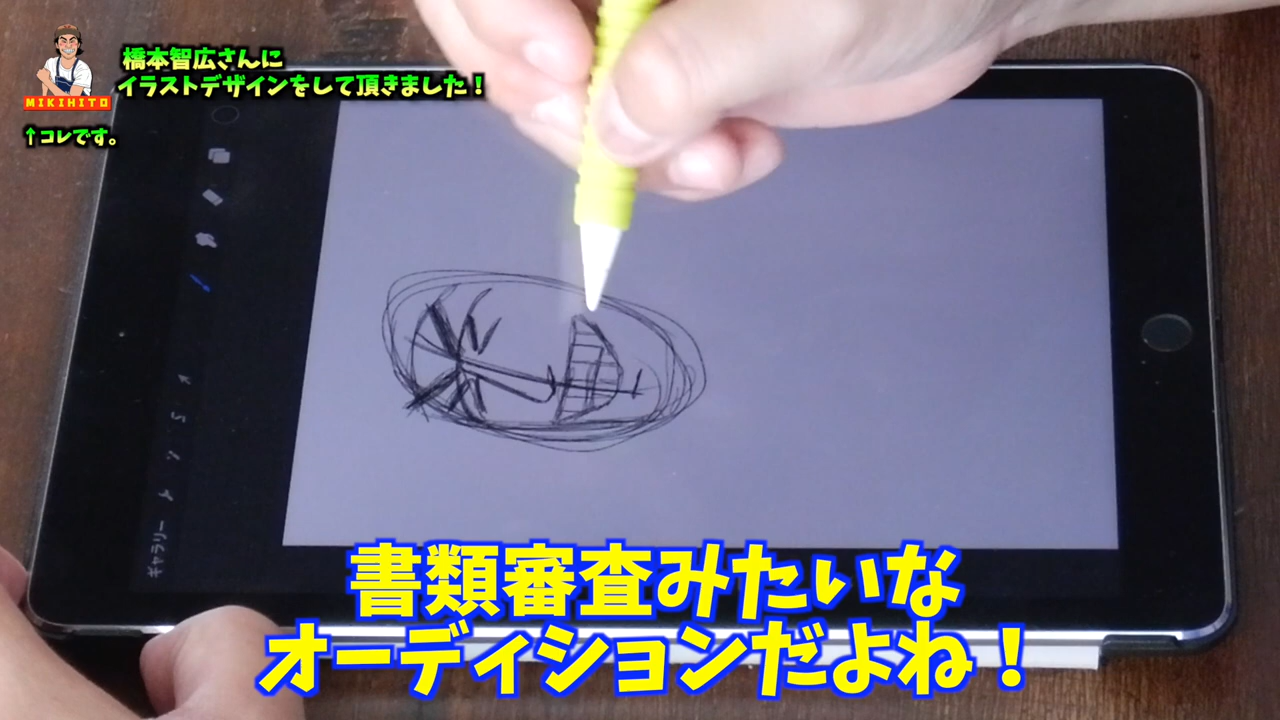 橋本智広さんに
イラストデザインをして頂きました！
MIKIHITO
↑コレです。
ギャラリー
書類審査みたいな
オーディションだよね！